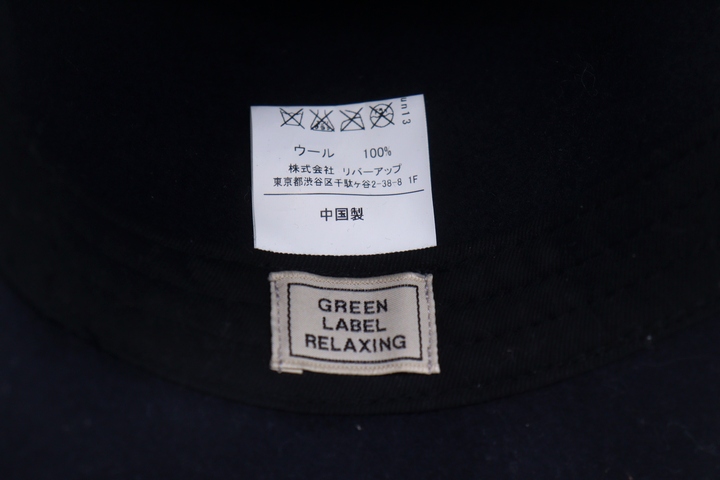 ウール 100%
株式会社 リバーアップ
東京都渋谷区千駄ヶ谷2-38-8 1F
中国製
GREEN
LABEL
RELAXING